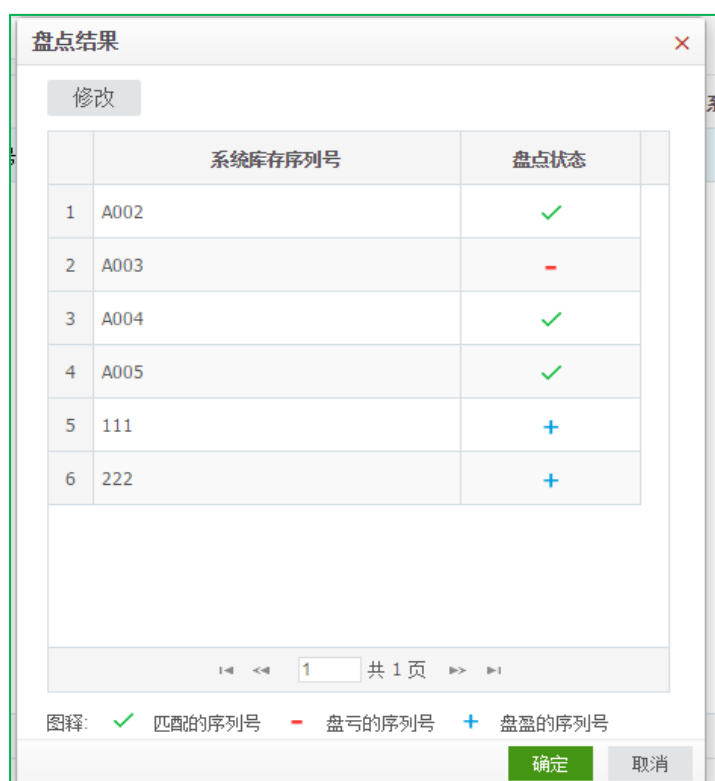 盘点结果
修改
系统库存序列号 盘点状态
1 A002
2 A003 -
3 A004
4 A005
5 111 +
6 222 +
1 共 1 页
图释: 匹配的序列号 - 盘亏的序列号 + 盘盈的序列号
确定 取消